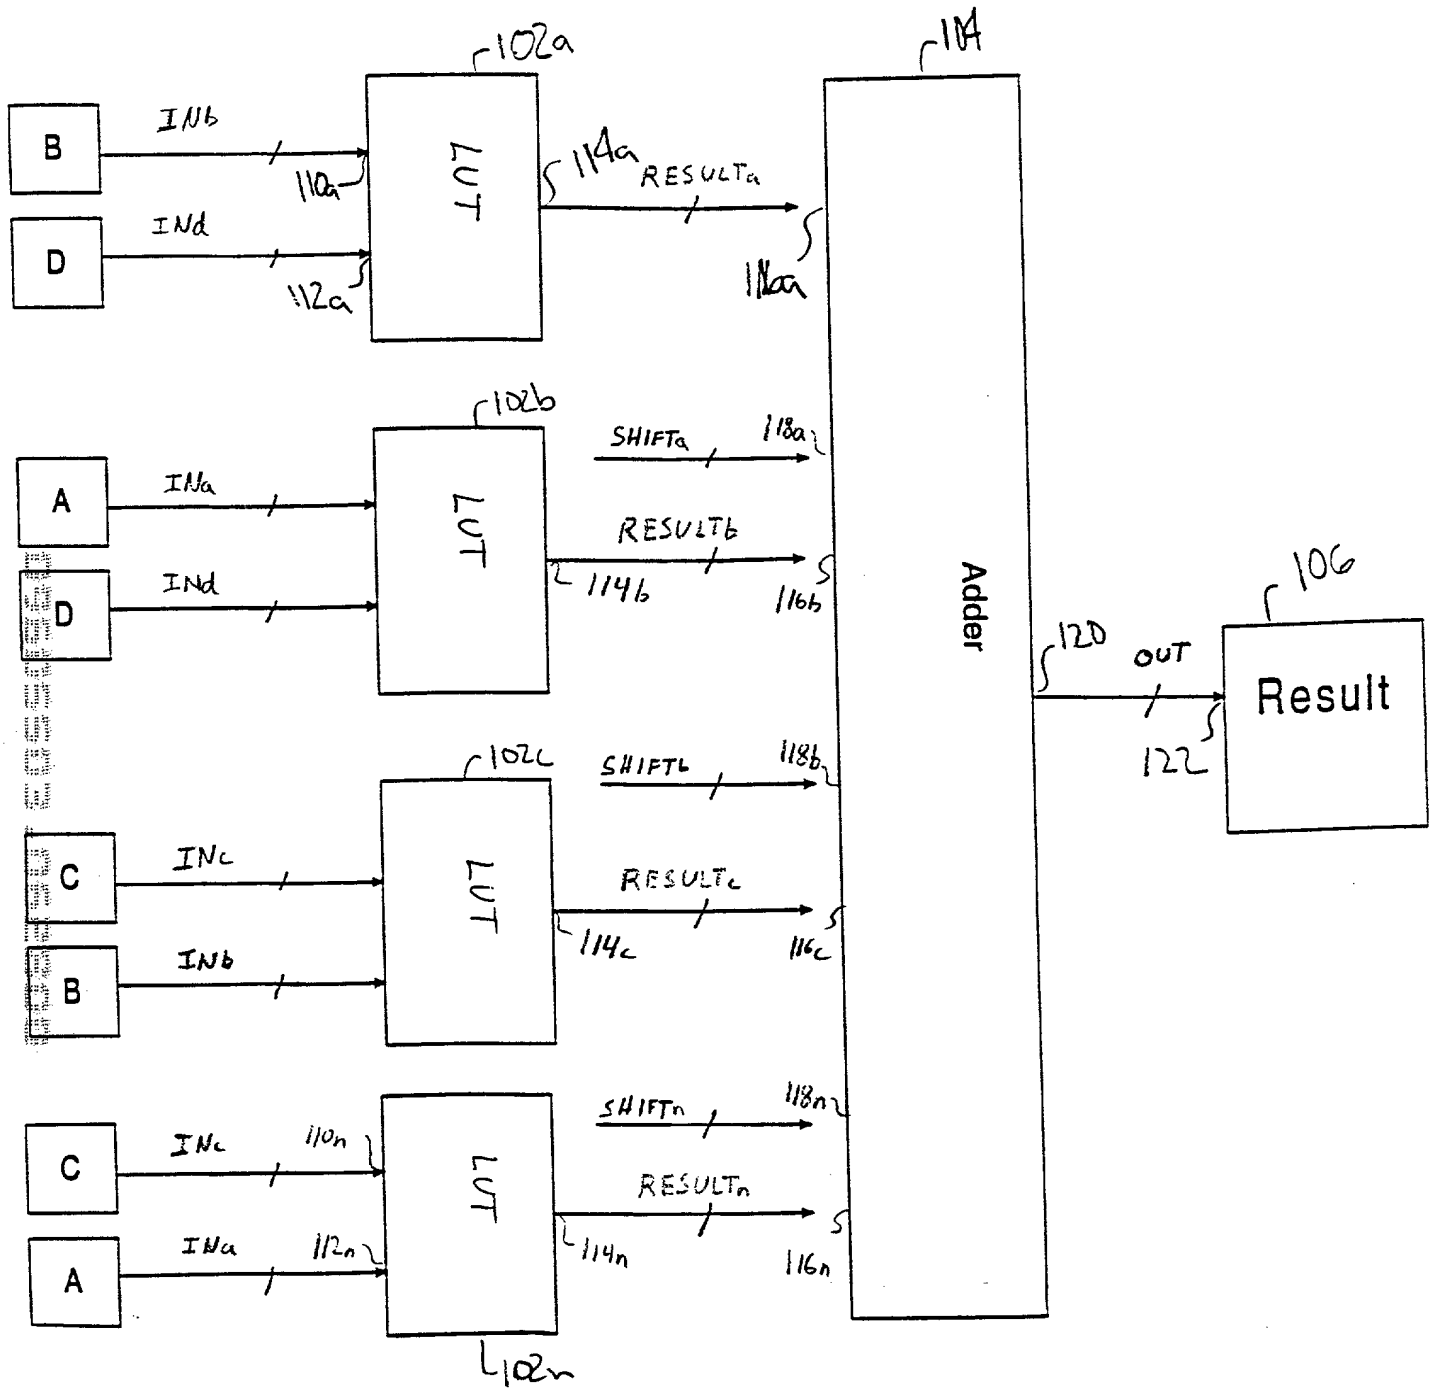 102a
104
B
INb
110a
LUT
114a
RESULTa
D
INd
112a
102b
SHIFTa
118a
A
INa
LUT
RESULTb
114b
116b
D
INd
Adder
106
120
OUT
Result
122
102c
SHIFTb
118b
C
INc
LUT
RESULTc
114c
116c
B
INb
SHIFTn
118n
C
INc
110n
LUT
RESULTn
114n
116n
A
INa
112n
102n